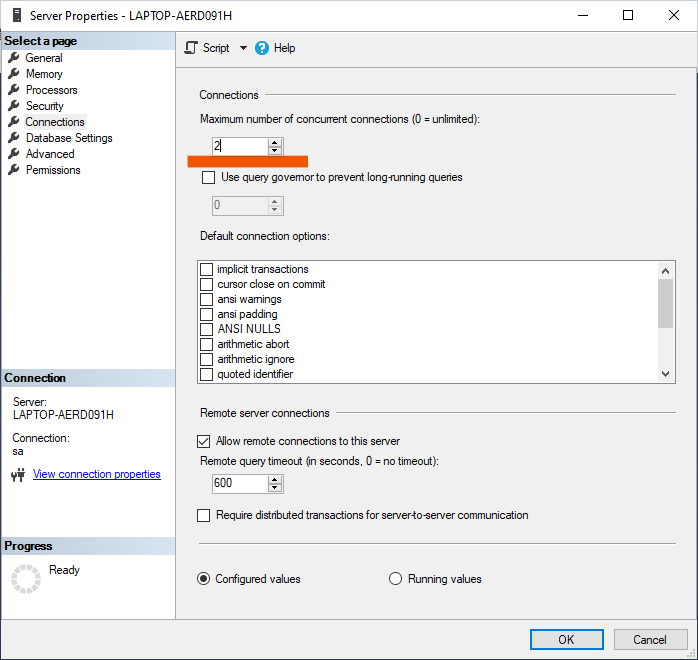 Server Properties - LAPTOP-AERD091H
Select a page
General
Memory
Processors
Security
Connections
Database Settings
Advanced
Permissions
Script
Help
Connections
Maximum number of concurrent connections (0 = unlimited):
2
Use query governor to prevent long-running queries
0
Default connection options:
implicit transactions
cursor close on commit
ansi warnings
ansi padding
ANSI NULLS
arithmetic abort
arithmetic ignore
quoted identifier
Remote server connections
Allow remote connections to this server
Remote query timeout (in seconds, 0 = no timeout):
600
Require distributed transactions for server-to-server communication
Configured values
Running values
Connection
Server:
LAPTOP-AERD091H
Connection:
sa
View connection properties
Progress
Ready
OK
Cancel